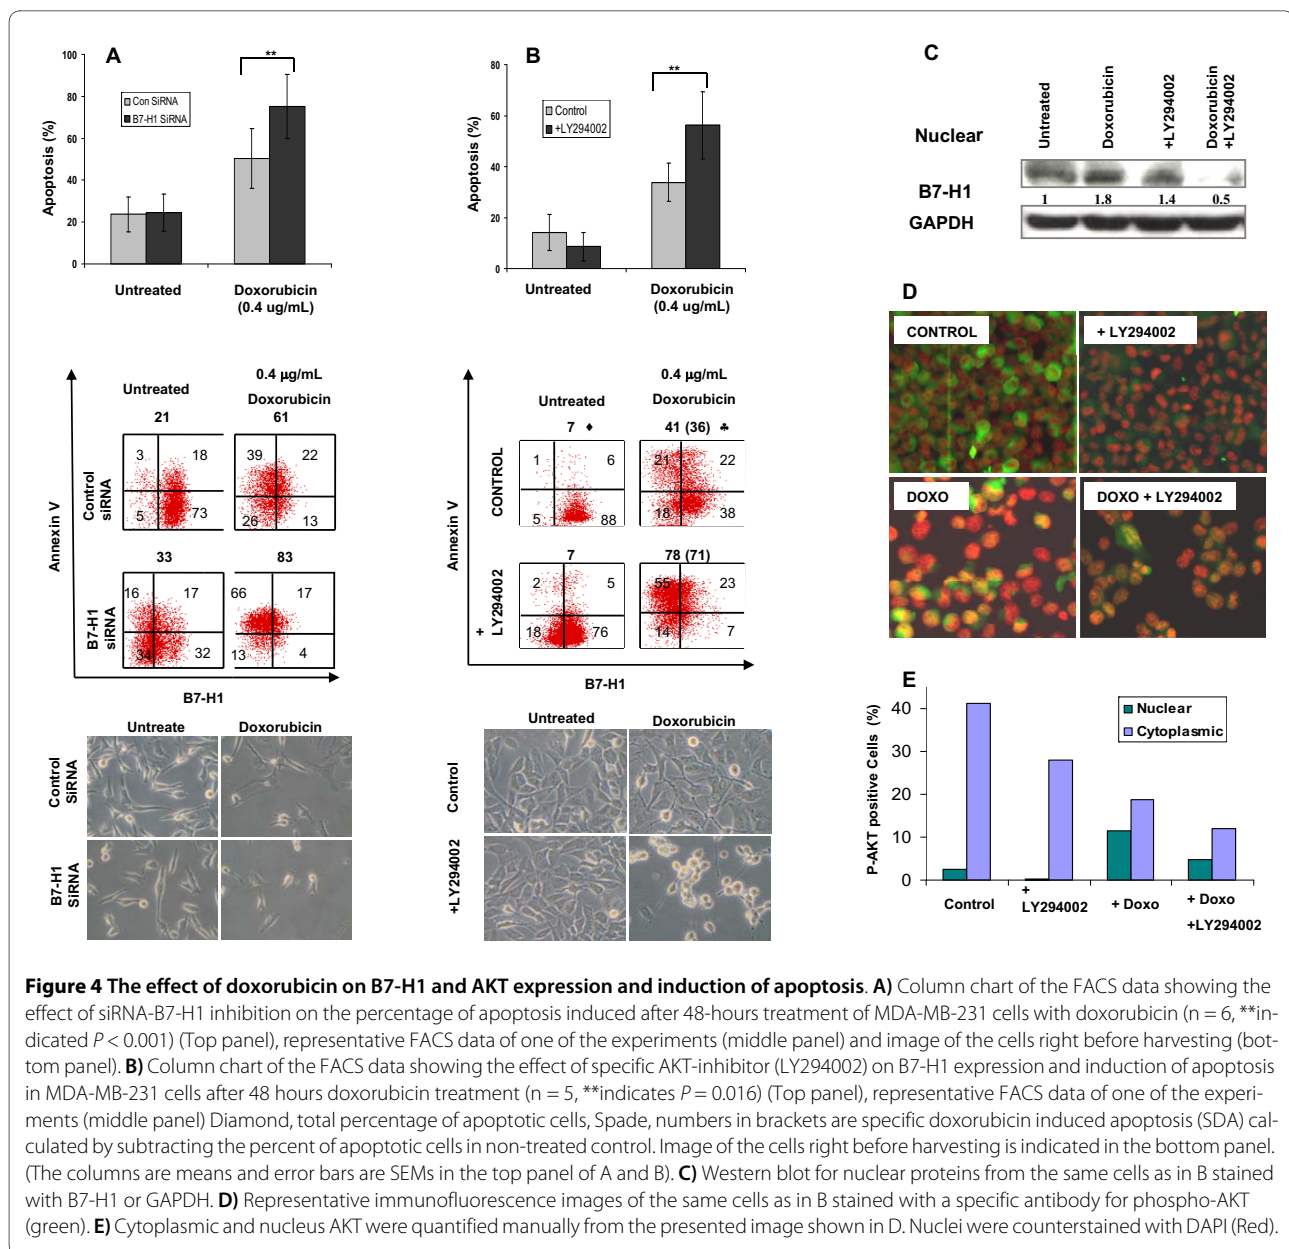 A
100
80
60
40
20
0
Apoptosis (%)
Con SiRNA
B7-H1 SiRNA
**
Untreated
Doxorubicin
(0.4 ug/mL)
B
80
60
40
20
0
Apoptosis (%)
Control
+LY294002
**
Untreated
Doxorubicin
(0.4 ug/mL)
C
Untreated
Doxorubicin
+LY294002
Doxorubicin
+LY294002
Nuclear
B7-H1
1 1.8 1.4 0.5
GAPDH
D
CONTROL
+ LY294002
DOXO
DOXO + LY294002
Annexin V
Untreated
0.4 µg/mL
Doxorubicin
21 61
Control
siRNA
3 18 39 22
5 73 26 13
33 83
B7-H1
siRNA
16 17 66 17
34 32 13 4
B7-H1
Annexin V
Untreated
0.4 µg/mL
Doxorubicin
7 ♦ 41 (36) ♣
CONTROL
1 6 21 22
5 88 18 38
7 78 (71)
+
LY294002
2 5 55 23
18 76 14 7
B7-H1
Untreate Doxorubicin
Control
SiRNA
B7-H1
SiRNA
Untreated Doxorubicin
Control
+LY294002
E
P-AKT positive Cells (%)
40
30
20
10
0
Nuclear
Cytoplasmic
Control
+
LY294002
+ Doxo
+ Doxo
+LY294002
Figure 4 The effect of doxorubicin on B7-H1 and AKT expression and induction of apoptosis. A) Column chart of the FACS data showing the
effect of siRNA-B7-H1 inhibition on the percentage of apoptosis induced after 48-hours treatment of MDA-MB-231 cells with doxorubicin (n = 6, **in-
dicated P < 0.001) (Top panel), representative FACS data of one of the experiments (middle panel) and image of the cells right before harvesting (bot-
tom panel). B) Column chart of the FACS data showing the effect of specific AKT-inhibitor (LY294002) on B7-H1 expression and induction of apoptosis
in MDA-MB-231 cells after 48 hours doxorubicin treatment (n = 5, **indicates P = 0.016) (Top panel), representative FACS data of one of the experi-
ments (middle panel) Diamond, total percentage of apoptotic cells, Spade, numbers in brackets are specific doxorubicin induced apoptosis (SDA) cal-
culated by subtracting the percent of apoptotic cells in non-treated control. Image of the cells right before harvesting is indicated in the bottom panel.
(The columns are means and error bars are SEMs in the top panel of A and B). C) Western blot for nuclear proteins from the same cells as in B stained
with B7-H1 or GAPDH. D) Representative immunofluorescence images of the same cells as in B stained with a specific antibody for phospho-AKT
(green). E) Cytoplasmic and nucleus AKT were quantified manually from the presented image shown in D. Nuclei were counterstained with DAPI (Red).